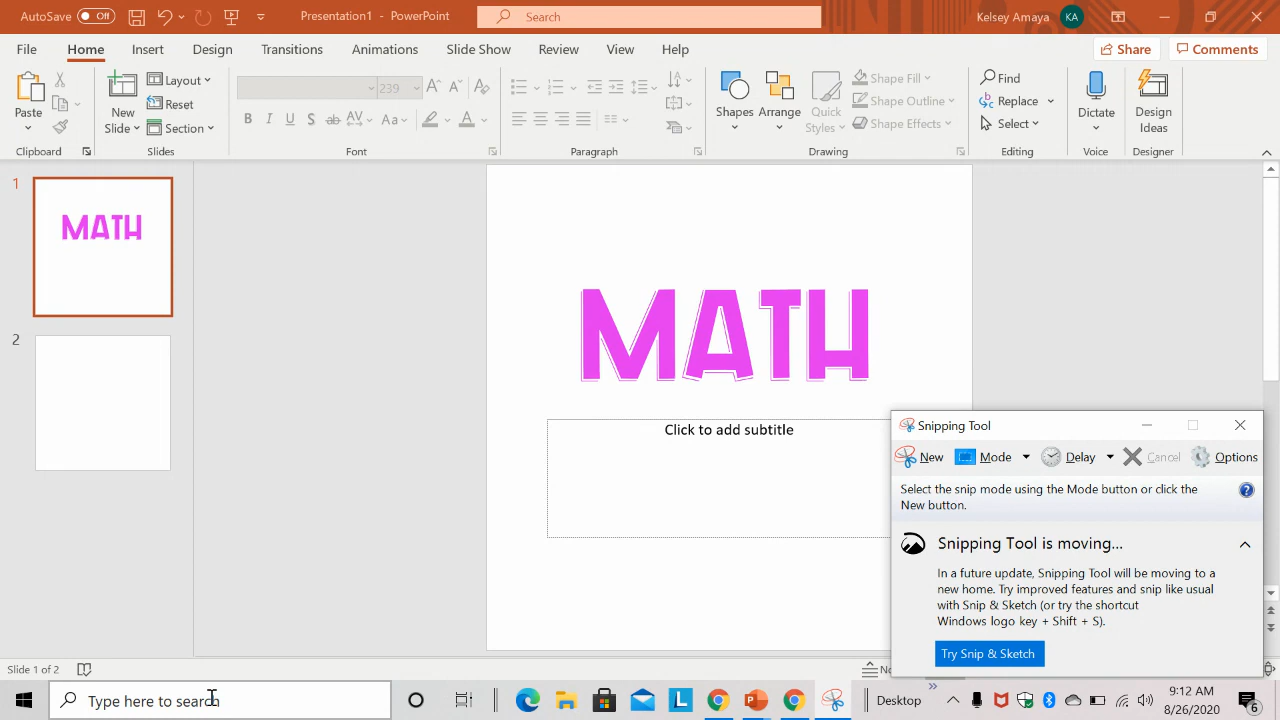 AutoSave Off Presentation1 - PowerPoint Search Kelsey Amaya KA
File Home Insert Design Transitions Animations Slide Show Review View Help Share Comments
Paste
Clipboard
New
Slide
Layout
Reset
Section
Slides
239
B I U S ab AV Aa A
Font
Paragraph
Shapes
Arrange
Quick
Styles
Shape Fill
Shape Outline
Shape Effects
Drawing
Find
Replace
Select
Editing
Dictate
Voice
Design
Ideas
Designer
1
MATH
2
MATH
Click to add subtitle
Snipping Tool
New Mode Delay Cancel Options
Select the snip mode using the Mode button or click the
New button.
Snipping Tool is moving...
In a future update, Snipping Tool will be moving to a
new home. Try improved features and snip like usual
with Snip & Sketch (or try the shortcut
Windows logo key + Shift + S).
Try Snip & Sketch
Slide 1 of 2
Type here to search
Desktop
9:12 AM
8/26/2020
6